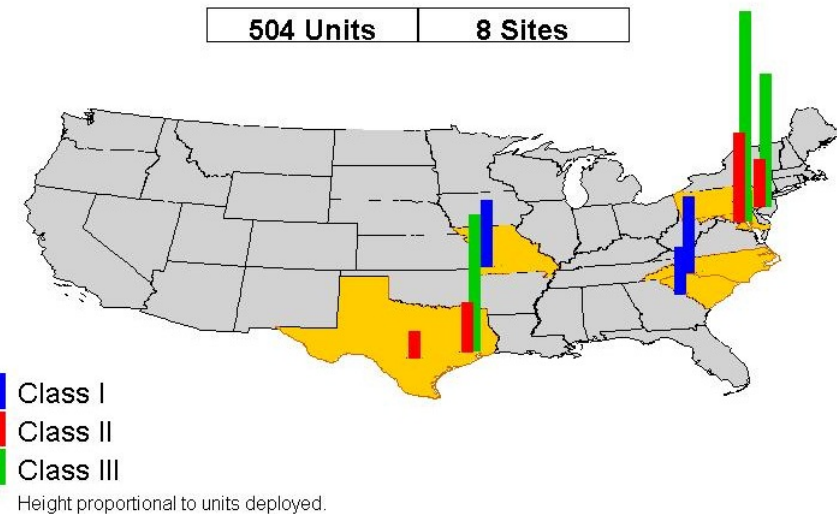 504 Units 8 Sites
Class I
Class II
Class III
Height proportional to units deployed.